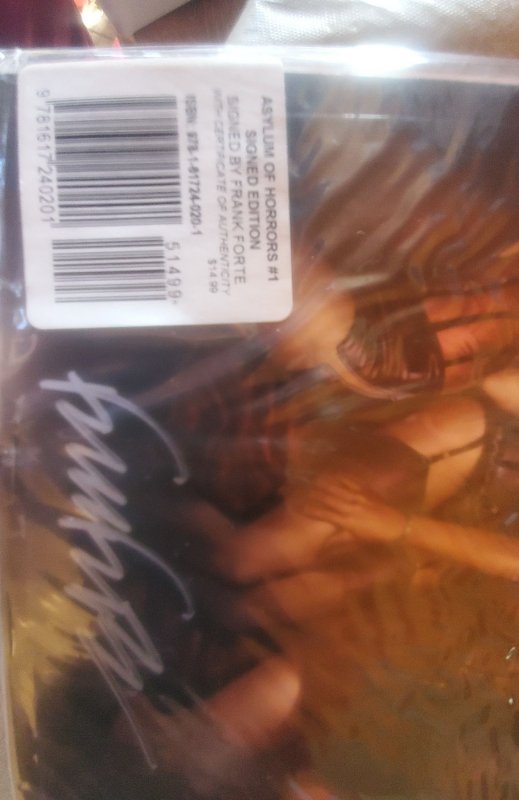 ASYLUM OF HORRORS #1
SIGNED EDITION
SIGNED BY FRANK FORTE
WITH CERTIFICATE OF AUTHENTICITY
$14.99
ISBN 978-1-61724-020-1
51499
9 781617 240201